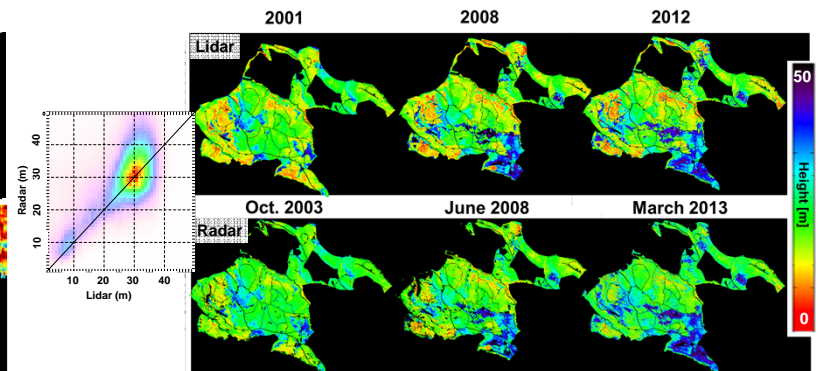 2001 2008 2012
Lidar
50
Height [m]
0
40
30
20
10
Radar (m)
10 20 30 40
Lidar (m)
Oct. 2003 June 2008 March 2013
Radar